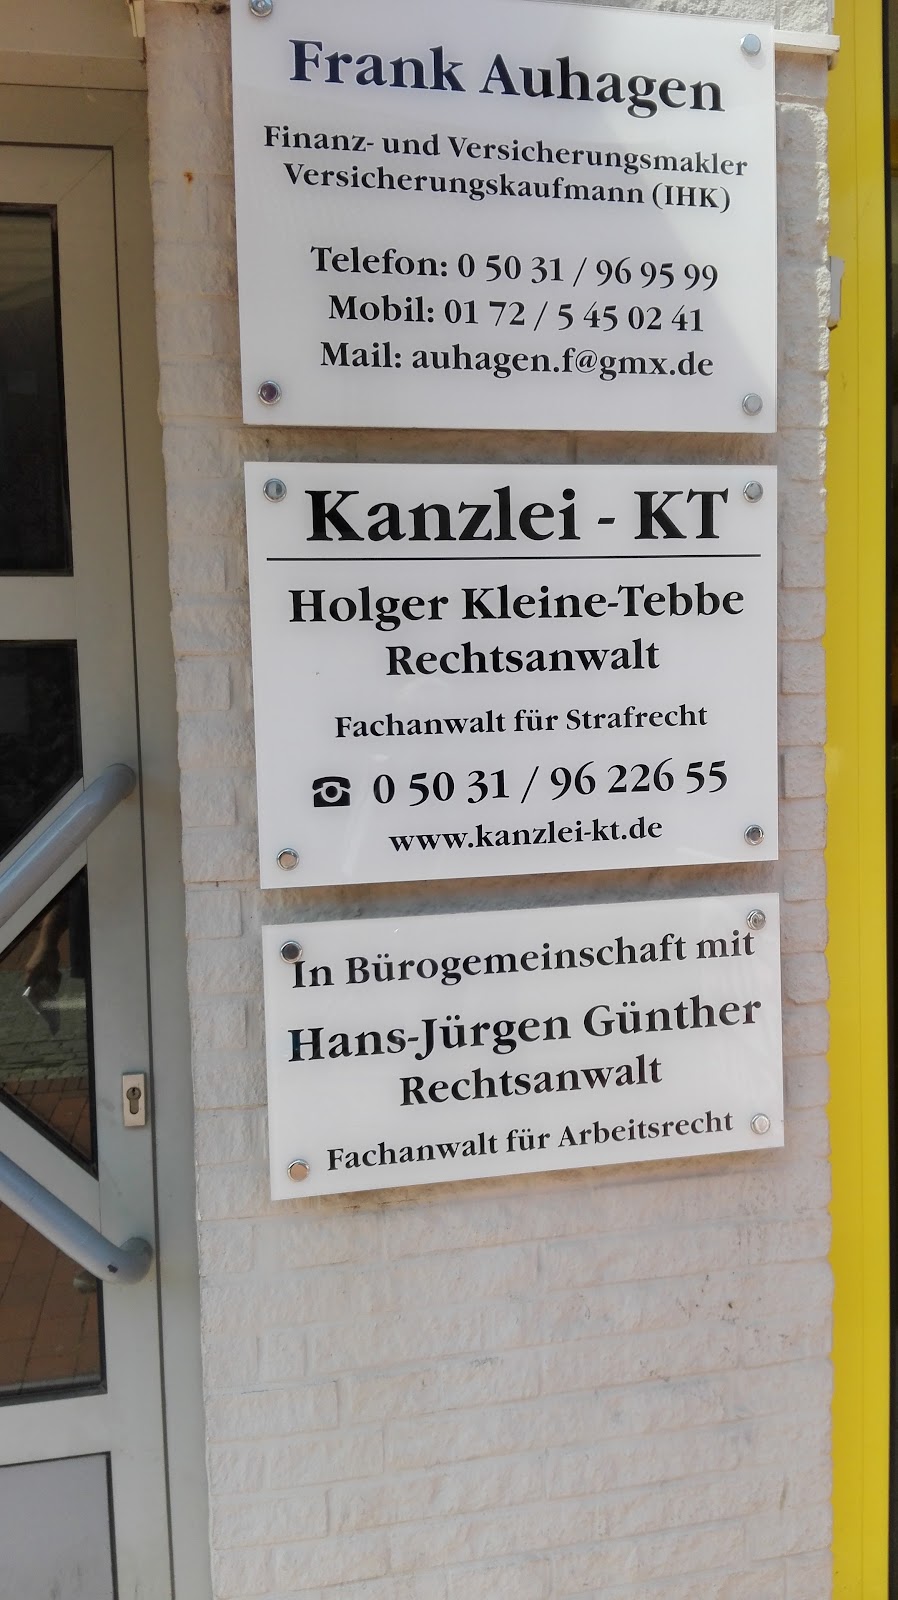 Frank Auhagen
Finanz- und Versicherungsmakler
Versicherungskaufmann (IHK)
Telefon: 0 50 31 / 96 95 99
Mobil: 01 72 / 5 45 02 41
Mail: auhagen.f@gmx.de
Kanzlei - KT
Holger Kleine-Tebbe
Rechtsanwalt
Fachanwalt für Strafrecht
☎ 0 50 31 / 96 226 55
www.kanzlei-kt.de
In Bürogemeinschaft mit
Hans-Jürgen Günther
Rechtsanwalt
Fachanwalt für Arbeitsrecht